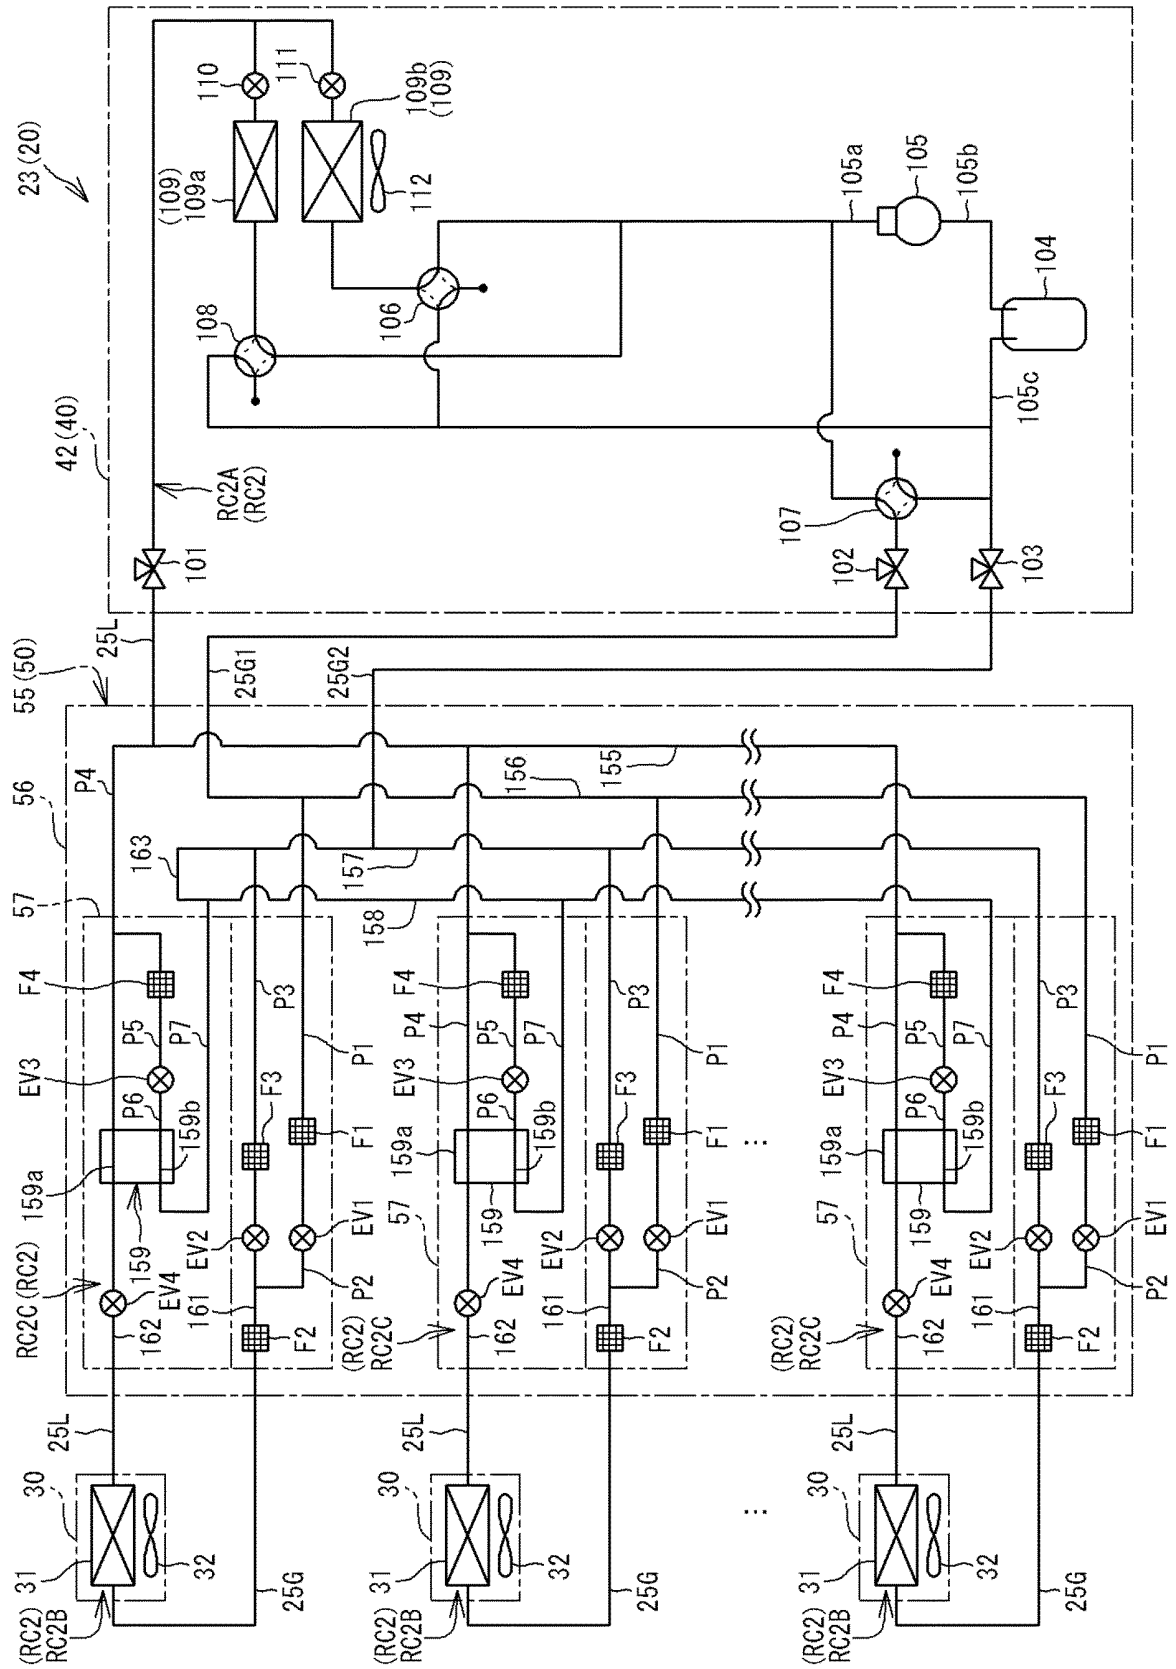 (RC2)
RC2B
31
30
32
25L
25G
RC2C(RC2)
162
EV4
159
159a
159b
EV3
P6
P5
F4
P7
P4
57
56
163
55(50)
F2
161
EV2
P2
EV1
F3
F1
P3
P1
25L
25G1
25G2
155
156
157
158
(RC2)
RC2B
31
30
32
25L
25G
(RC2)
RC2C
162
EV4
57
159
159a
159b
EV3
P6
P5
F4
P7
P4
F2
161
EV2
P2
EV1
F3
F1
P3
P1
...
...
(RC2)
RC2B
31
30
32
25L
25G
(RC2)
RC2C
162
EV4
57
159
159a
159b
EV3
P6
P5
F4
P7
P4
F2
161
EV2
P2
EV1
F3
F1
P3
P1
42(40)
23(20)
101
RC2A
(RC2)
108
(109)
109a
110
111
109b
(109)
112
106
102
107
103
105a
105
105b
105c
104